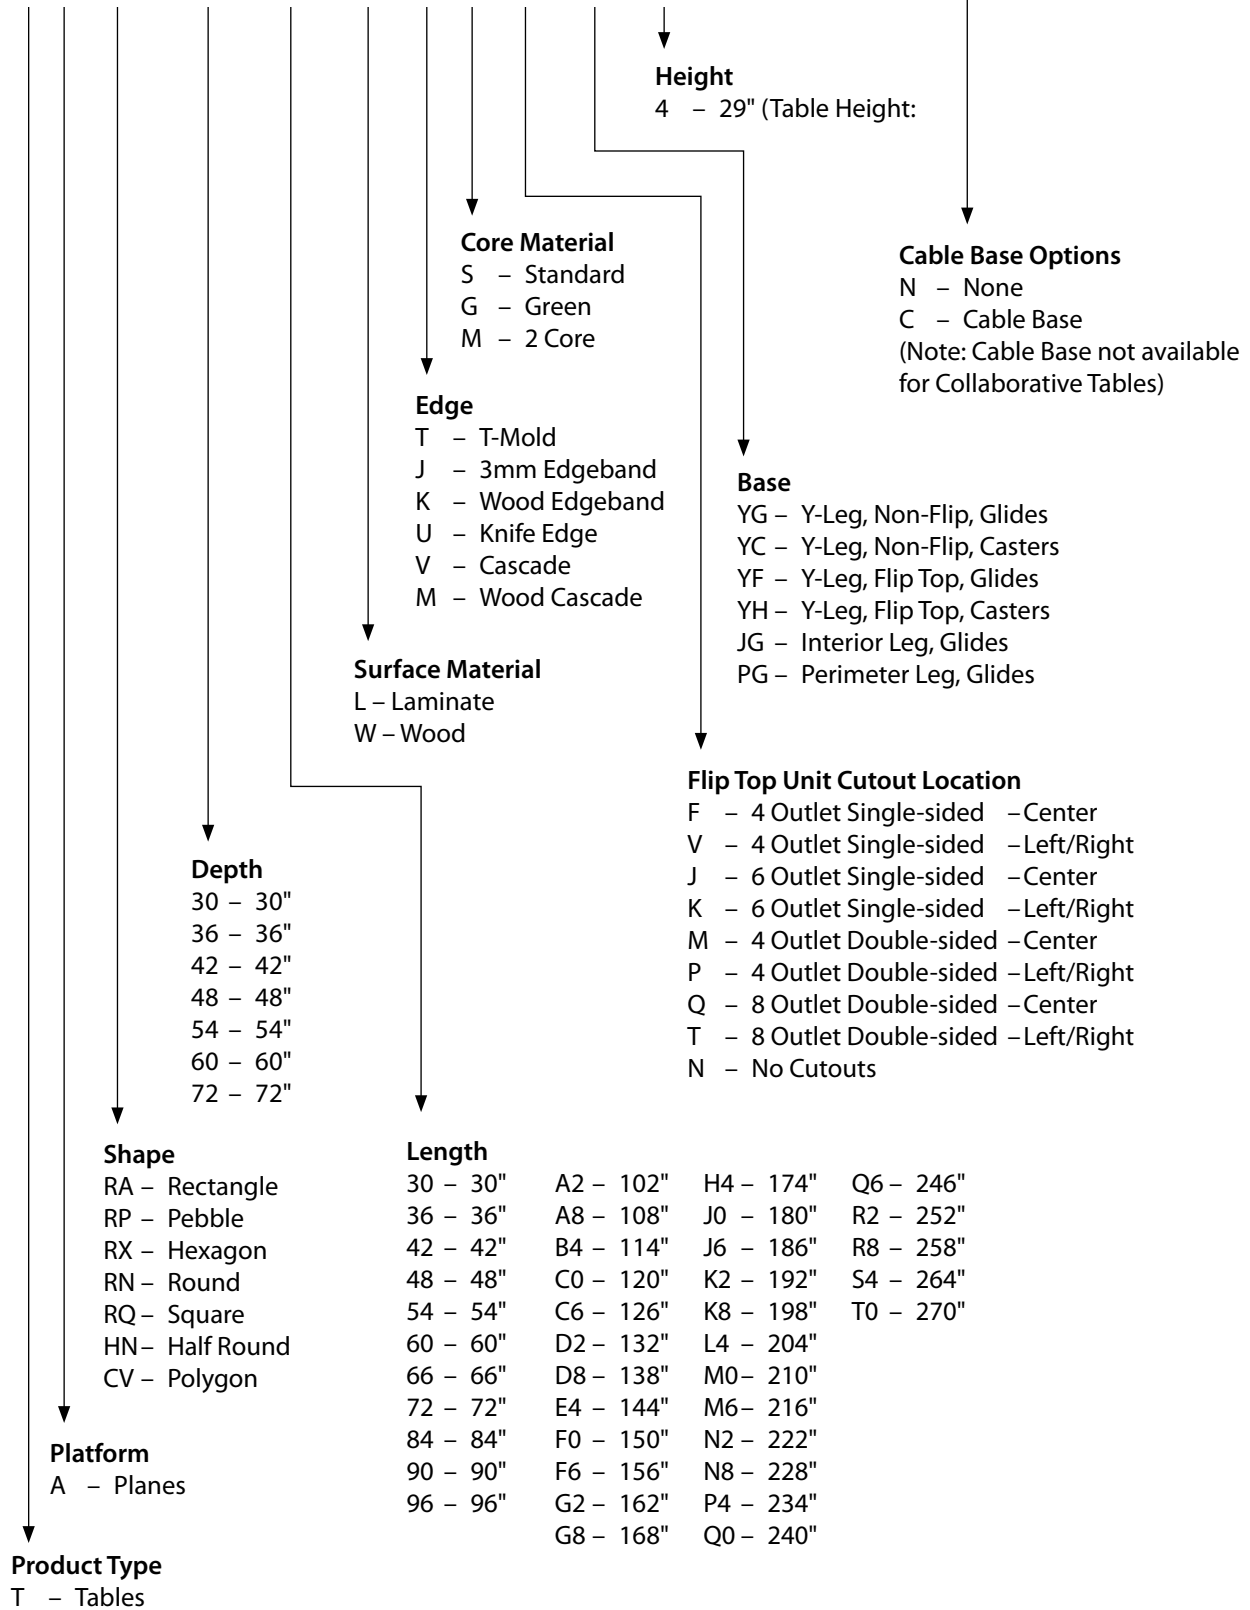 Height
4 – 29" (Table Height:
Core Material
S – Standard
G – Green
M – 2 Core
Cable Base Options
N – None
C – Cable Base
(Note: Cable Base not available
for Collaborative Tables)
Edge
T – T-Mold
J – 3mm Edgeband
K – Wood Edgeband
U – Knife Edge
V – Cascade
M – Wood Cascade
Base
YG – Y-Leg, Non-Flip, Glides
YC – Y-Leg, Non-Flip, Casters
YF – Y-Leg, Flip Top, Glides
YH – Y-Leg, Flip Top, Casters
JG – Interior Leg, Glides
PG – Perimeter Leg, Glides
Surface Material
L – Laminate
W – Wood
Flip Top Unit Cutout Location
F – 4 Outlet Single-sided – Center
V – 4 Outlet Single-sided – Left/Right
J – 6 Outlet Single-sided – Center
K – 6 Outlet Single-sided – Left/Right
M – 4 Outlet Double-sided – Center
P – 4 Outlet Double-sided – Left/Right
Q – 8 Outlet Double-sided – Center
T – 8 Outlet Double-sided – Left/Right
N – No Cutouts
Depth
30 – 30"
36 – 36"
42 – 42"
48 – 48"
54 – 54"
60 – 60"
72 – 72"
Shape
RA – Rectangle
RP – Pebble
RX – Hexagon
RN – Round
RQ – Square
HN – Half Round
CV – Polygon
Length
30 – 30" A2 – 102" H4 – 174" Q6 – 246"
36 – 36" A8 – 108" J0 – 180" R2 – 252"
42 – 42" B4 – 114" J6 – 186" R8 – 258"
48 – 48" C0 – 120" K2 – 192" S4 – 264"
54 – 54" C6 – 126" K8 – 198" T0 – 270"
60 – 60" D2 – 132" L4 – 204"
66 – 66" D8 – 138" M0 – 210"
72 – 72" E4 – 144" M6 – 216"
84 – 84" F0 – 150" N2 – 222"
90 – 90" F6 – 156" N8 – 228"
96 – 96" G2 – 162" P4 – 234"
G8 – 168" Q0 – 240"
Platform
A – Planes
Product Type
T – Tables